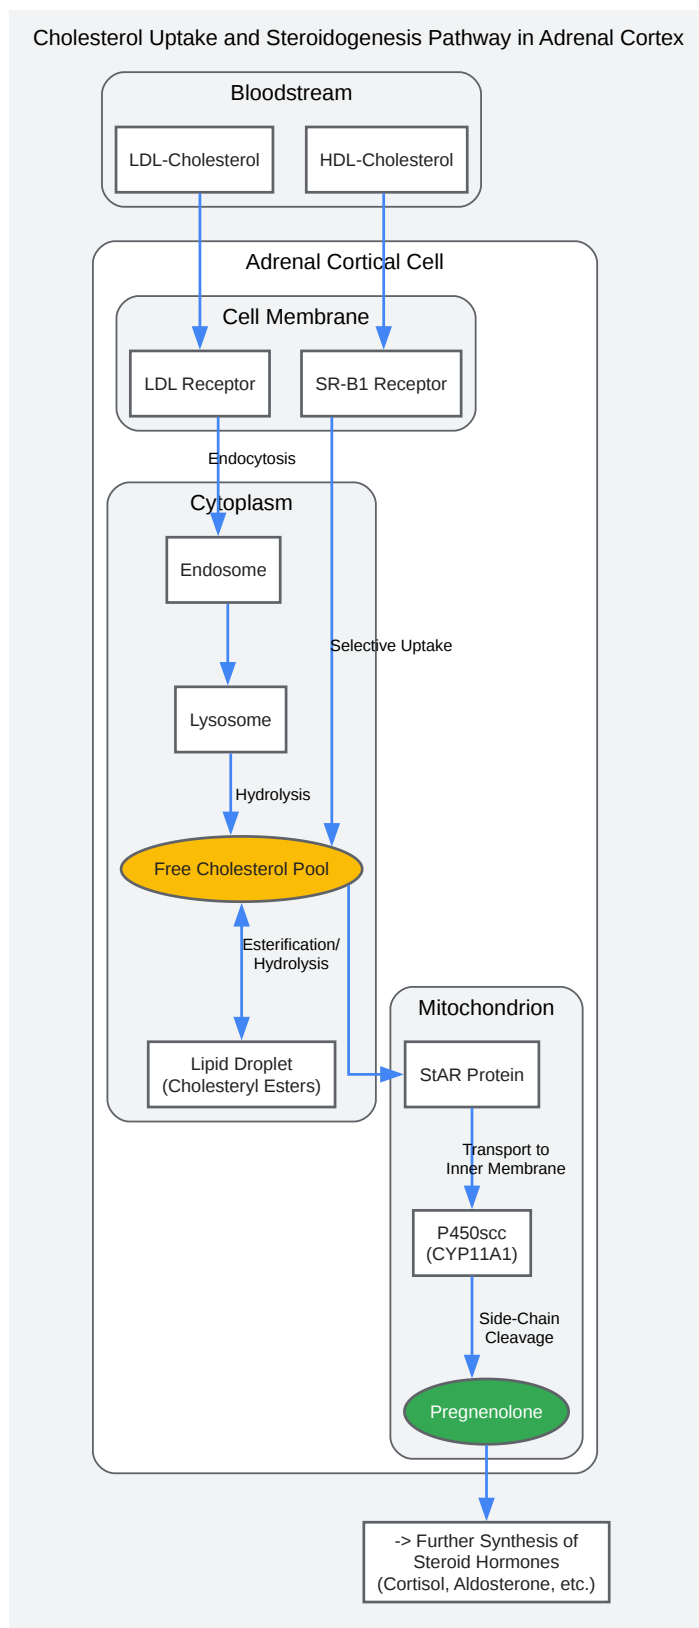 Cholesterol Uptake and Steroidogenesis Pathway in Adrenal Cortex
Bloodstream
LDL-Cholesterol
HDL-Cholesterol
Adrenal Cortical Cell
Cell Membrane
LDL Receptor
SR-B1 Receptor
Endocytosis
Cytoplasm
Endosome
Selective Uptake
Lysosome
Hydrolysis
Free Cholesterol Pool
Esterification/
Hydrolysis
Lipid Droplet
(Cholesteryl Esters)
Mitochondrion
StAR Protein
Transport to
Inner Membrane
P450scc
(CYP11A1)
Side-Chain
Cleavage
Pregnenolone
-> Further Synthesis of
Steroid Hormones
(Cortisol, Aldosterone, etc.)